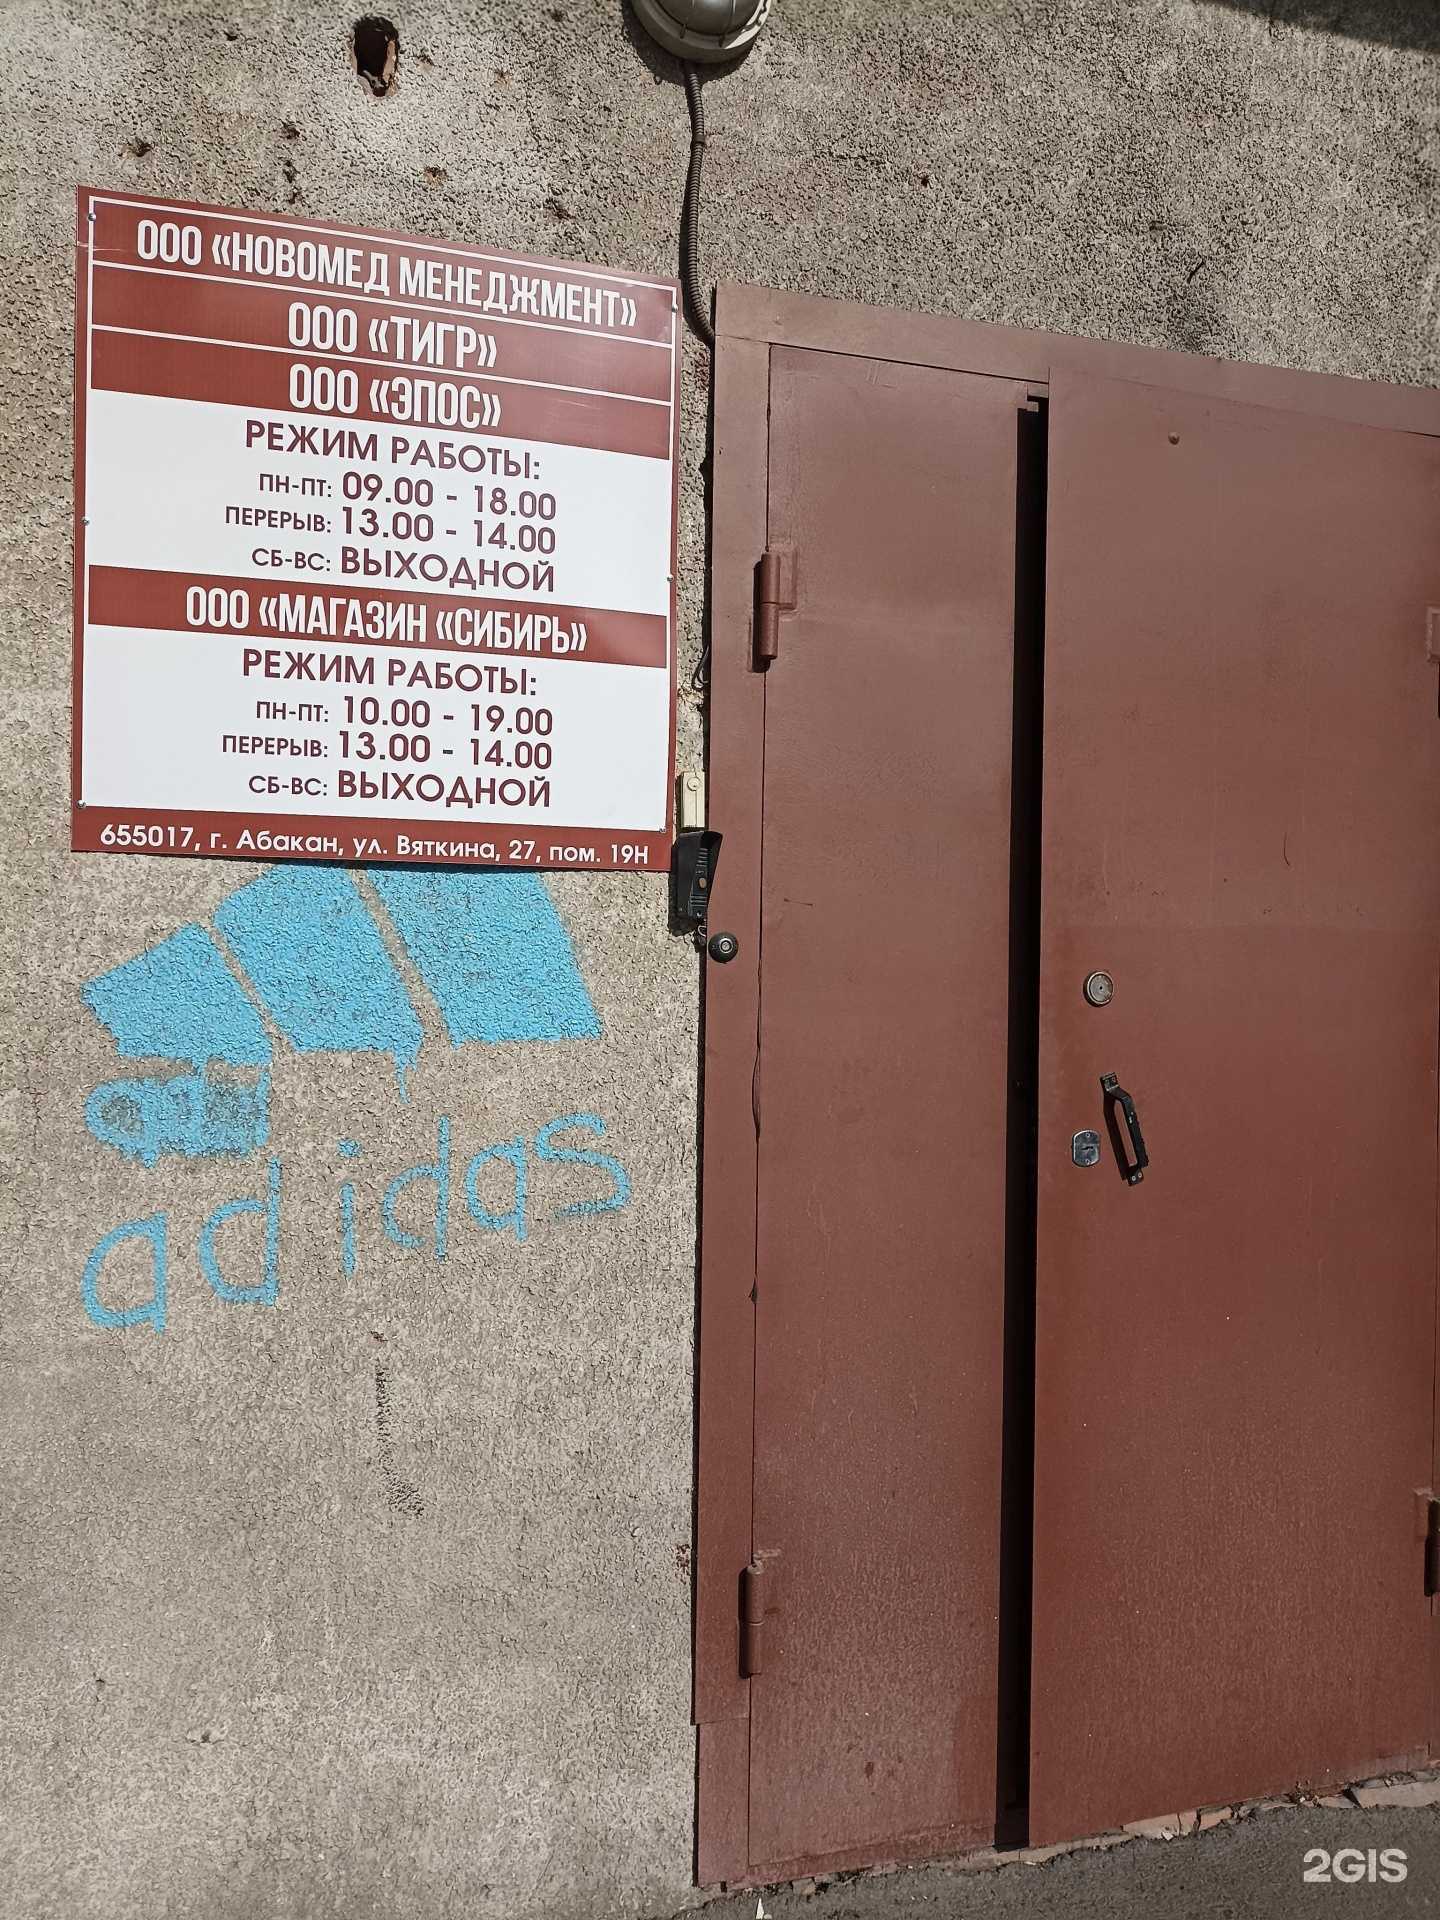 ООО «НОВОМЕД МЕНЕДЖМЕНТ»
ООО «ТИГР»
ООО «ЭПОС»
РЕЖИМ РАБОТЫ:
ПН-ПТ: 09.00 - 18.00
ПЕРЕРЫВ: 13.00 - 14.00
СБ-ВС: ВЫХОДНОЙ
ООО «МАГАЗИН «СИБИРЬ»
РЕЖИМ РАБОТЫ:
ПН-ПТ: 10.00 - 19.00
ПЕРЕРЫВ: 13.00 - 14.00
СБ-ВС: ВЫХОДНОЙ
655017, г. Абакан, ул. Вяткина, 27, пом. 19Н
adidas
2GIS